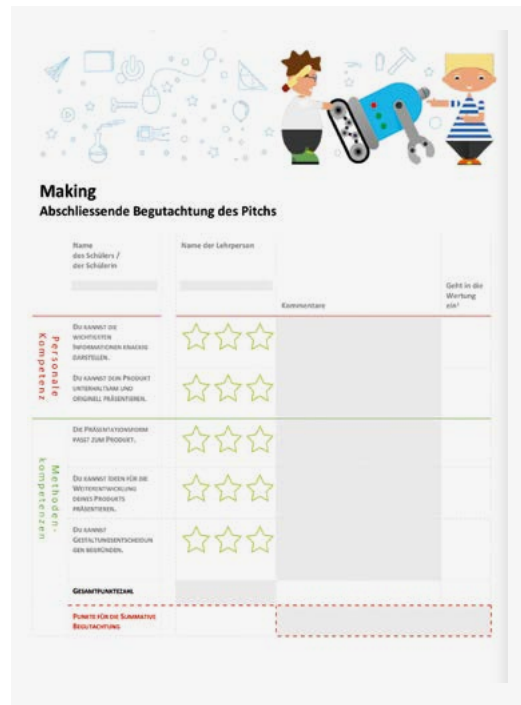 Making
Abschliessende Begutachtung des Pitchs
Name
des Schülers /
der Schülerin
Name der Lehrperson
Kommentare
Geht in die
Wertung
ein¹
Personale
Kompetenz
DU KANNST DIE
WICHTIGSTEN
INFORMATIONEN KNACKIG
DARSTELLEN.
DU KANNST DEIN PRODUKT
UNTERHALTSAM UND
ORIGINELL PRÄSENTIEREN.
Methoden-
kompetenzen
DIE PRÄSENTATIONSFORM
PASST ZUM PRODUKT.
DU KANNST IDEEN FÜR DIE
WEITERENTWICKLUNG
DEINES PRODUKTS
PRÄSENTIEREN.
DU KANNST
GESTALTUNGSENTSCHEIDUN
GEN BEGRÜNDEN.
GESAMTPUNKTEZAHL
PUNKTE FÜR DIE SUMMATIVE
BEGUTACHTUNG